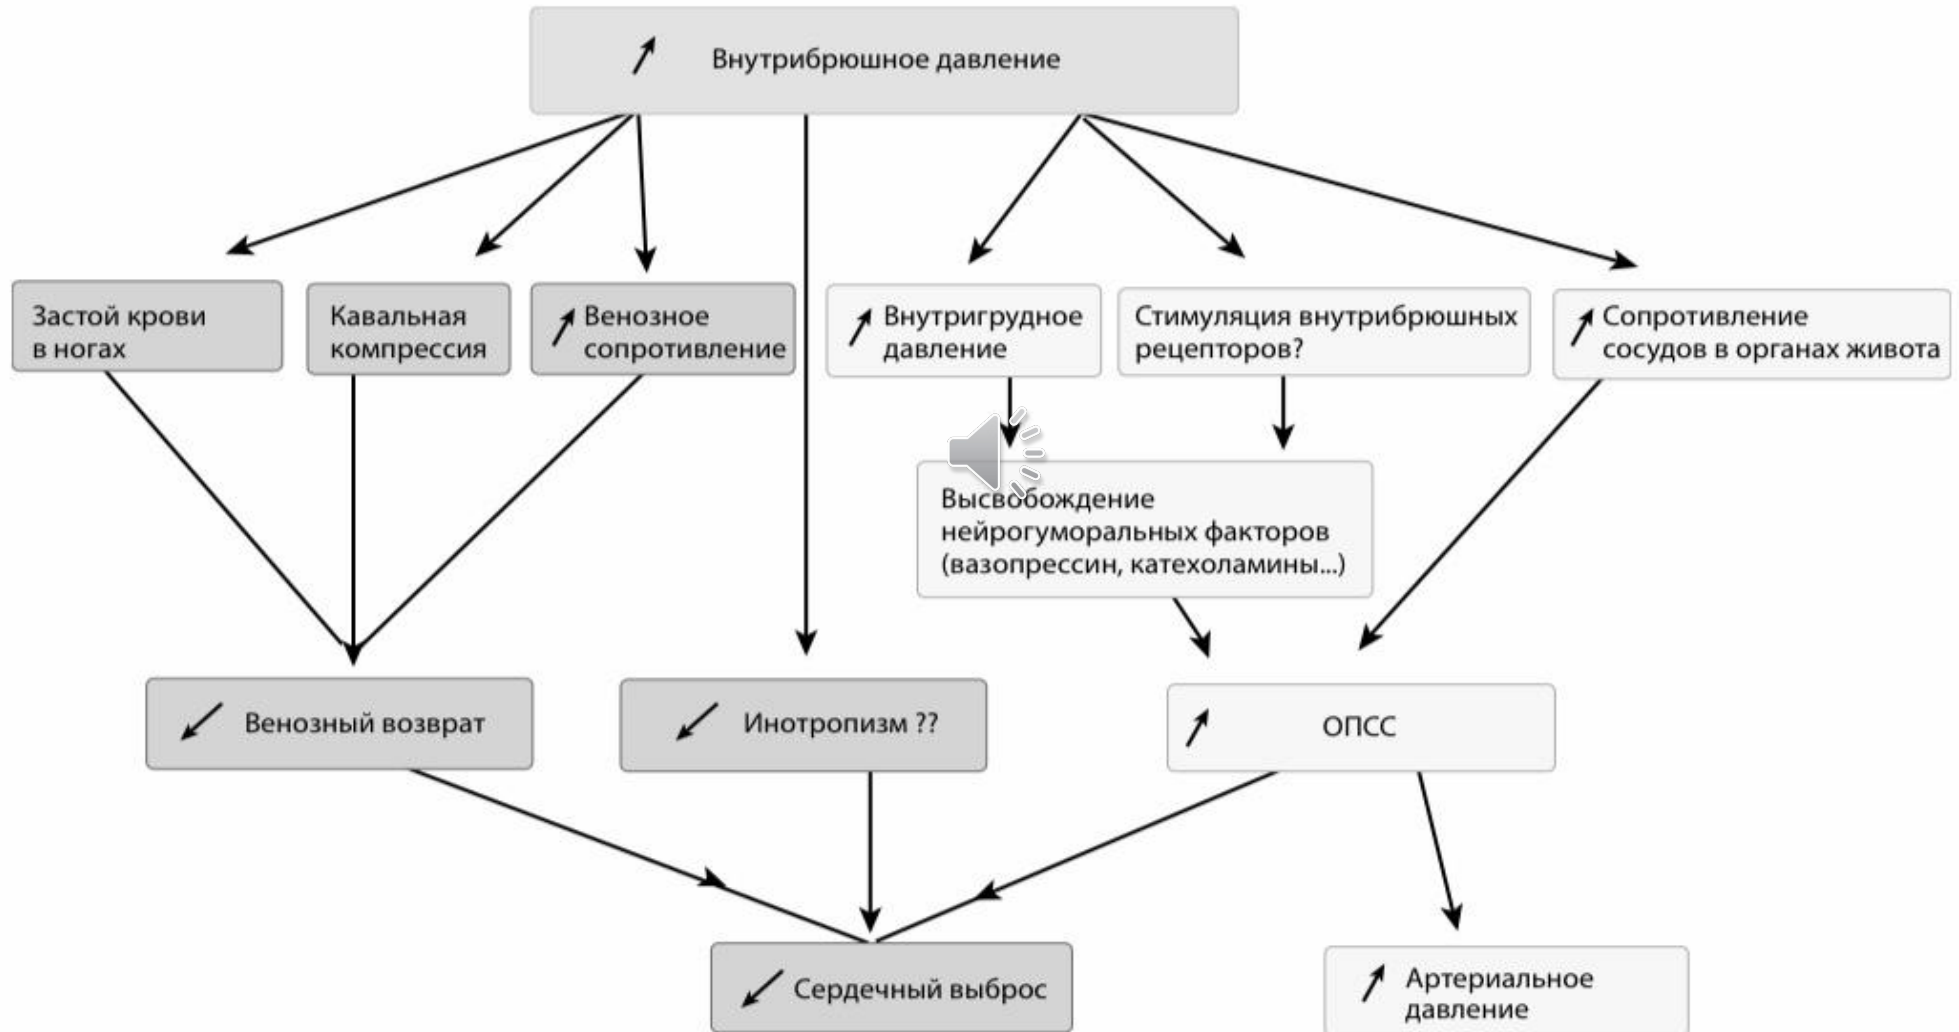 Внутрибрюшное давление
Застой крови
в ногах
Кавальная
компрессия
Венозное
сопротивление
Внутригрудное
давление
Стимуляция внутрибрюшных
рецепторов?
Сопротивление
сосудов в органах живота
Высвобождение
нейрогуморальных факторов
(вазопрессин, катехоламины...)
Венозный возврат
Инотропизм ??
ОПСС
Сердечный выброс
Артериальное
давление